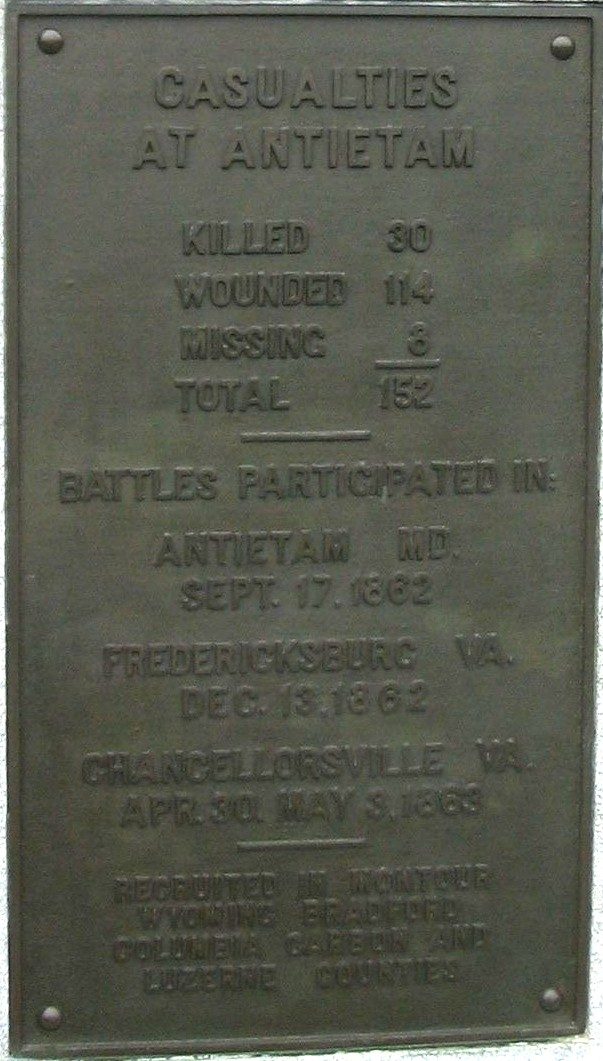 CASUALTIES
AT ANTIETAM
KILLED 30
WOUNDED 114
MISSING 8
TOTAL 152
BATTLES PARTICIPATED IN:
ANTIETAM MD.
SEPT. 17. 1862
FREDERICKSBURG VA.
DEC. 13, 1862
CHANCELLORSVILLE VA.
APR. 30. MAY 3, 1863
RECRUITED IN MONTOUR
WYOMING BRADFORD
COLUMBIA CARBON AND
LUZERNE COUNTIES